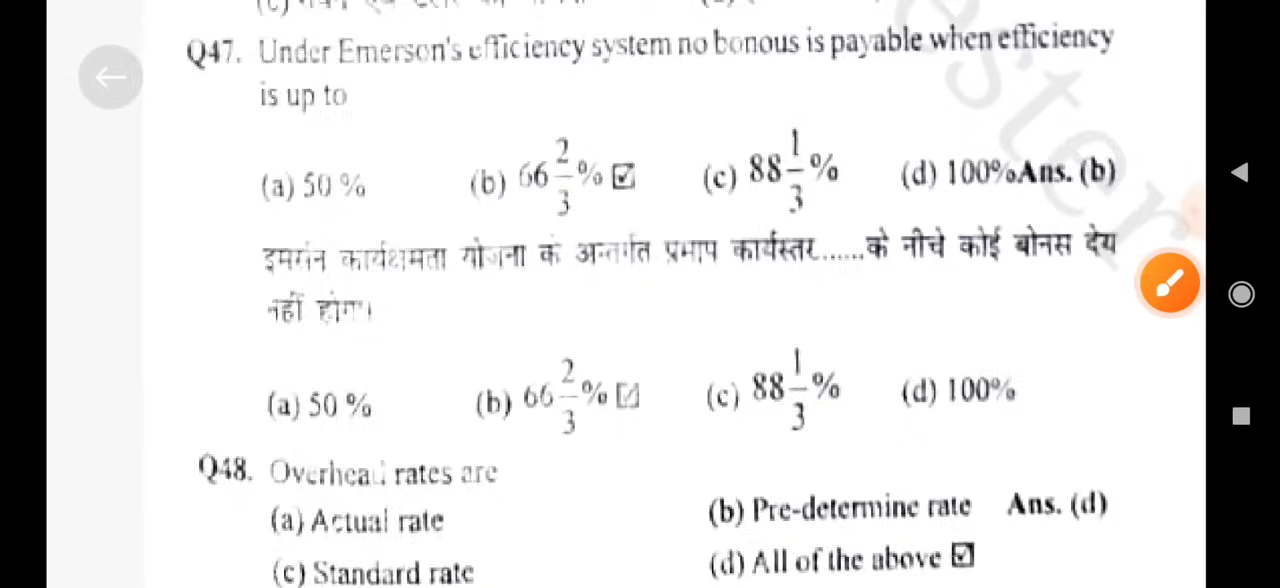 Q47. Under Emerson's efficiency system no bonous is payable when efficiency
is up to
(a) 50 % (b) 66 2/3 % ☑ (c) 88 1/3 % (d) 100% Ans. (b)
इमर्सन कार्यक्षमता योजना के अन्तर्गत प्रमाप कार्यस्तर......के नीचे कोई बोनस देय
नहीं होगा।
(a) 50 % (b) 66 2/3 % ☑ (c) 88 1/3 % (d) 100%
Q48. Overhead rates are
(a) Actual rate (b) Pre-determine rate Ans. (d)
(c) Standard rate (d) All of the above ☑